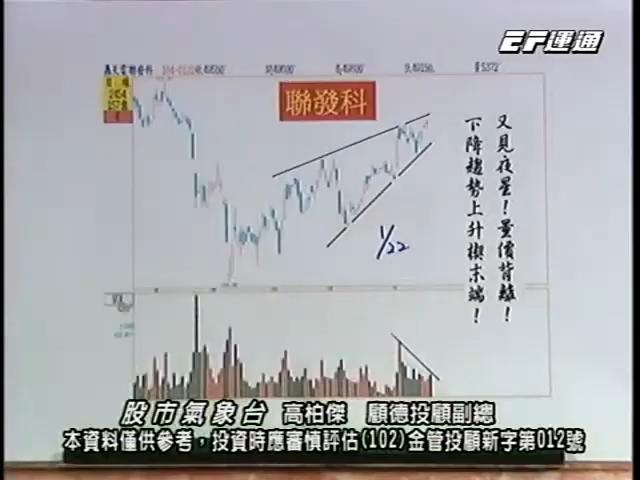 EF運通
聯發科
又見夜星！量價背離！
下降趨勢上升楔末端！
1/22
股市氣象台 高柏傑 顧德投顧副總
本資料僅供參考，投資時應審慎評估(102)金管投顧新字第012號